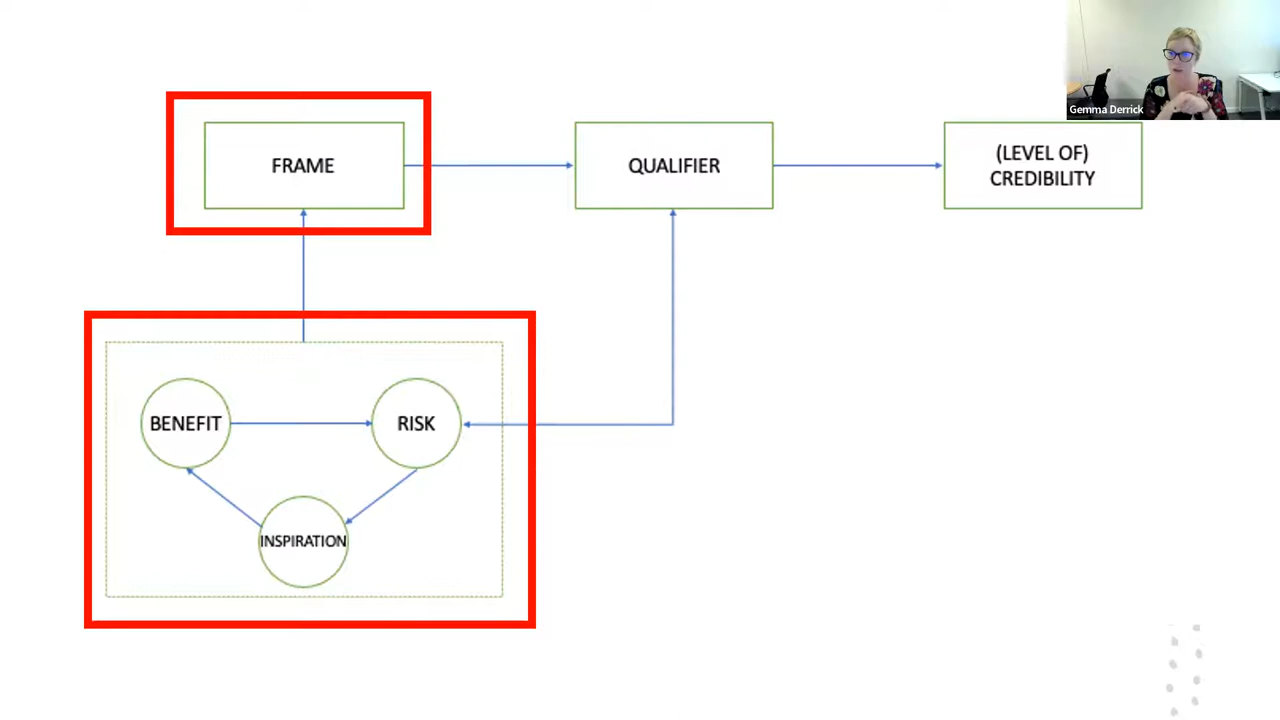 Gemma Derrick
FRAME
QUALIFIER
(LEVEL OF)
CREDIBILITY
BENEFIT
RISK
INSPIRATION